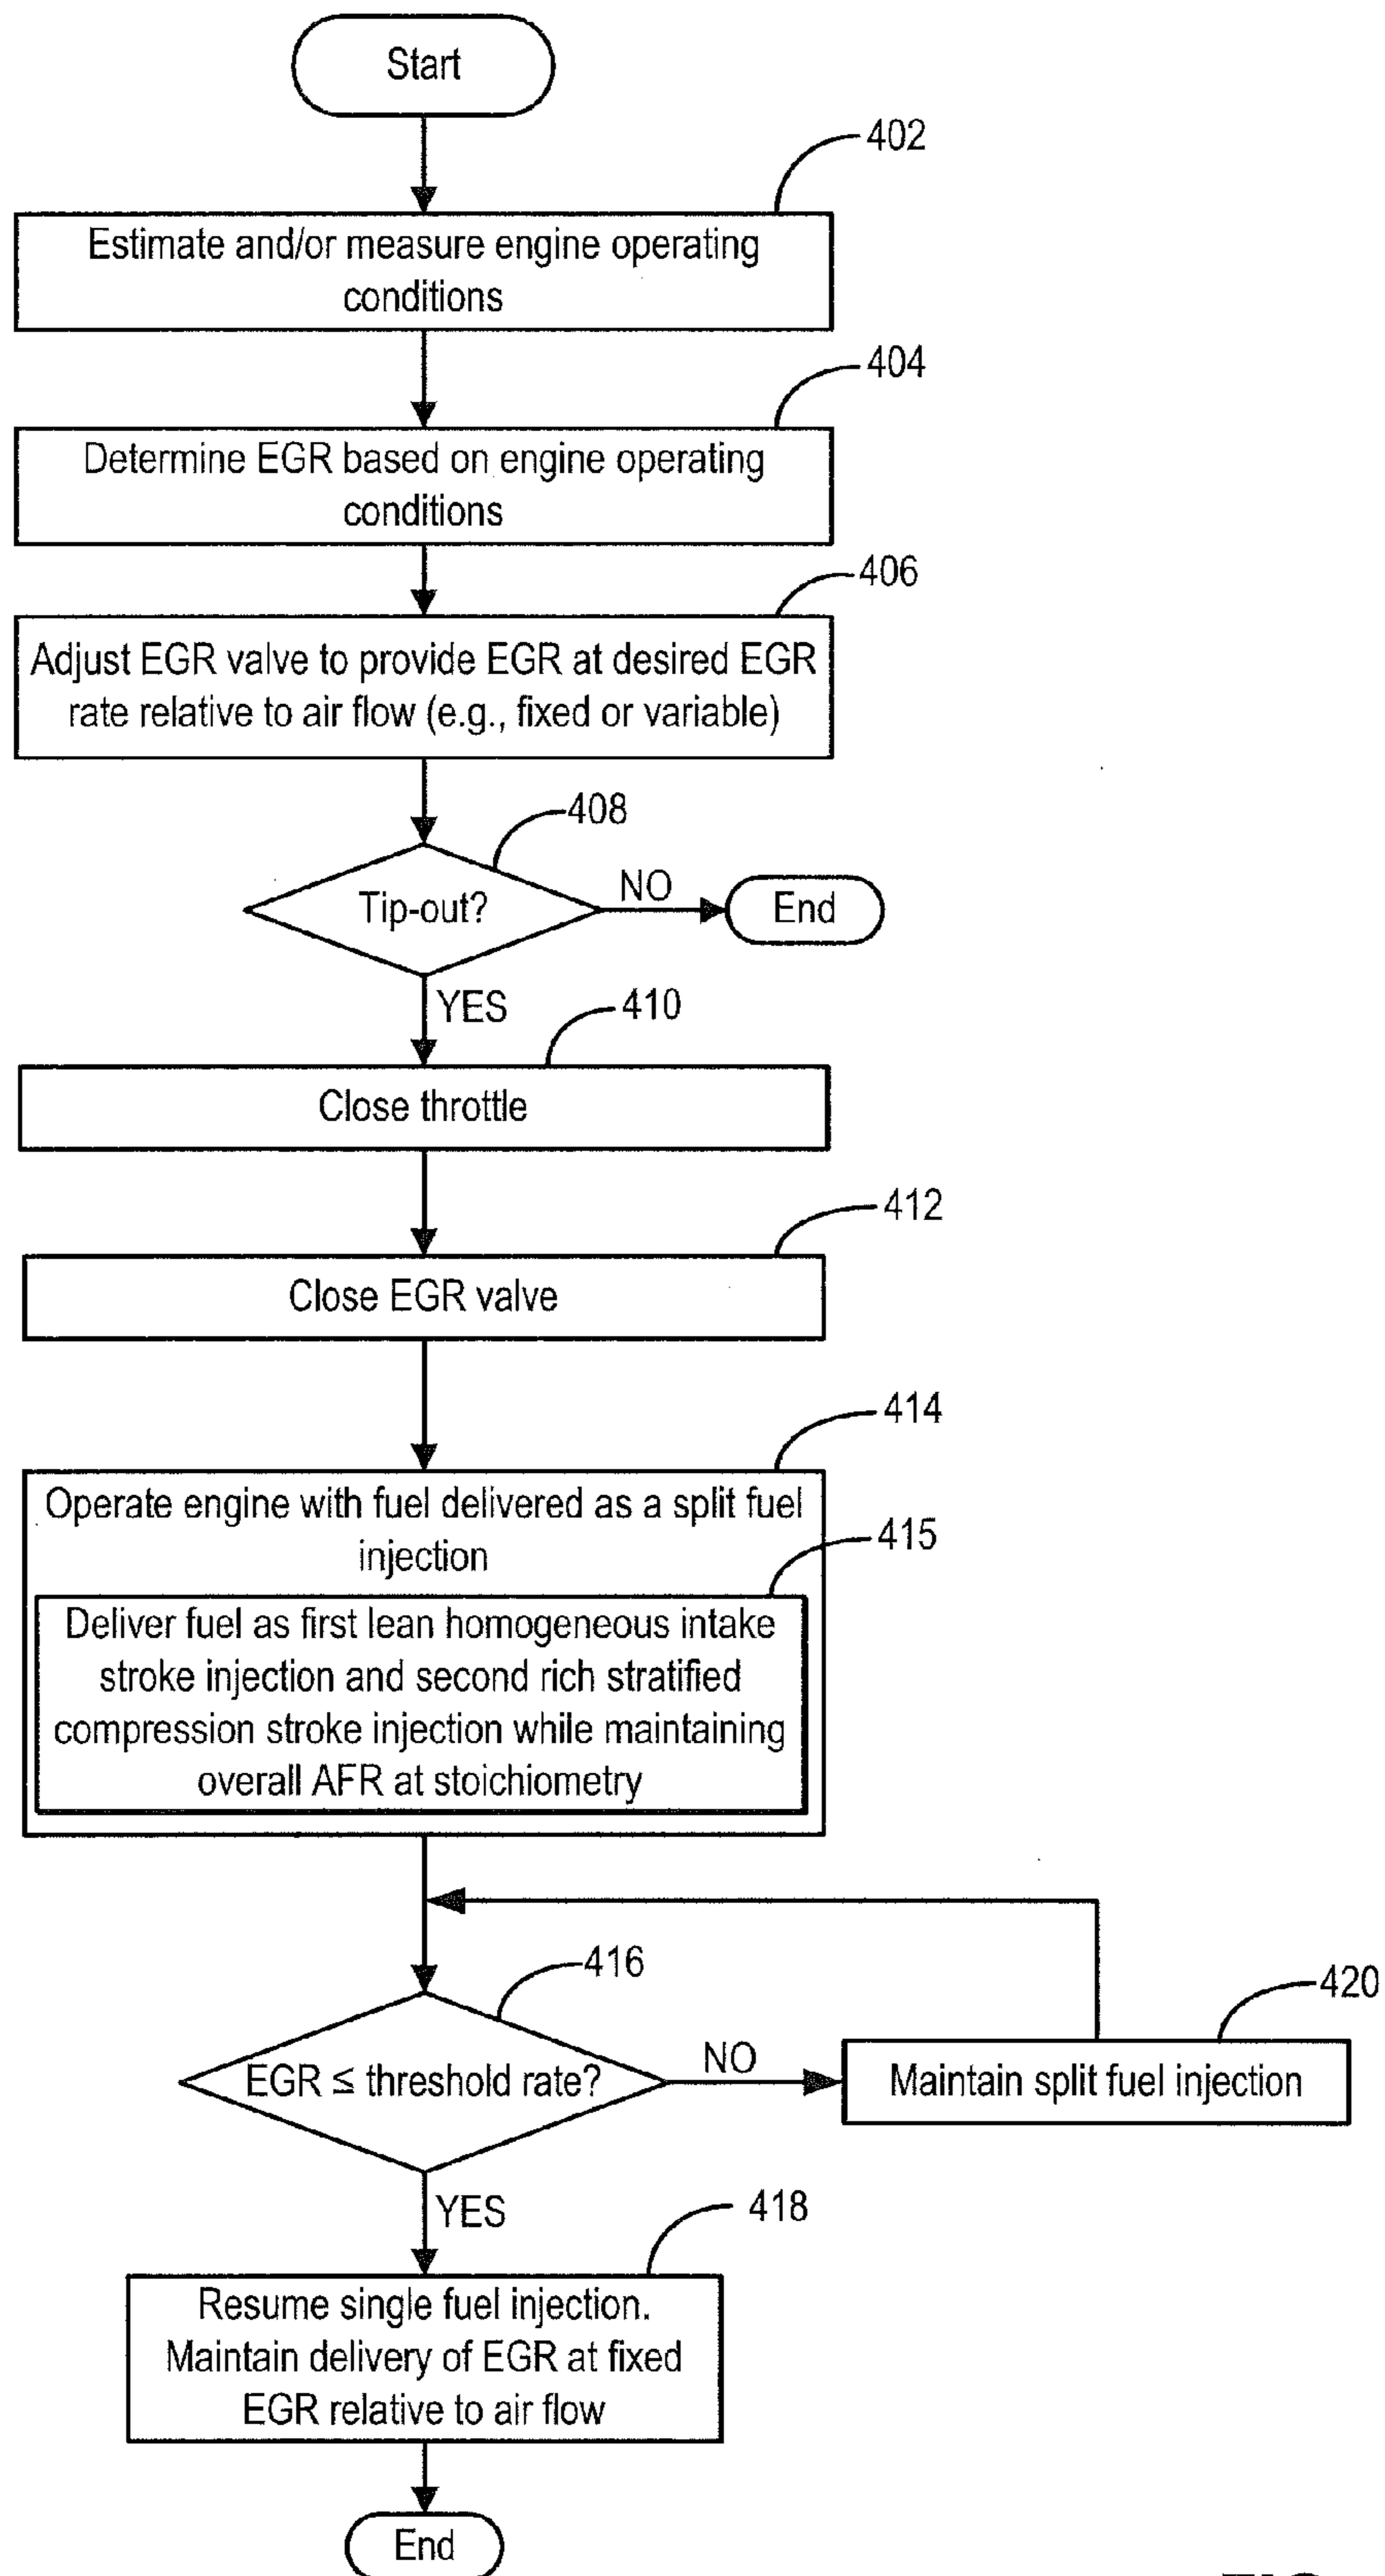 Start
402
Estimate and/or measure engine operating
conditions
404
Determine EGR based on engine operating
conditions
406
Adjust EGR valve to provide EGR at desired EGR
rate relative to air flow (e.g., fixed or variable)
408
Tip-out?
NO
End
YES
410
Close throttle
412
Close EGR valve
414
Operate engine with fuel delivered as a split fuel
injection
415
Deliver fuel as first lean homogeneous intake
stroke injection and second rich stratified
compression stroke injection while maintaining
overall AFR at stoichiometry
416
EGR ≤ threshold rate?
NO
420
Maintain split fuel injection
YES
418
Resume single fuel injection.
Maintain delivery of EGR at fixed
EGR relative to air flow
End